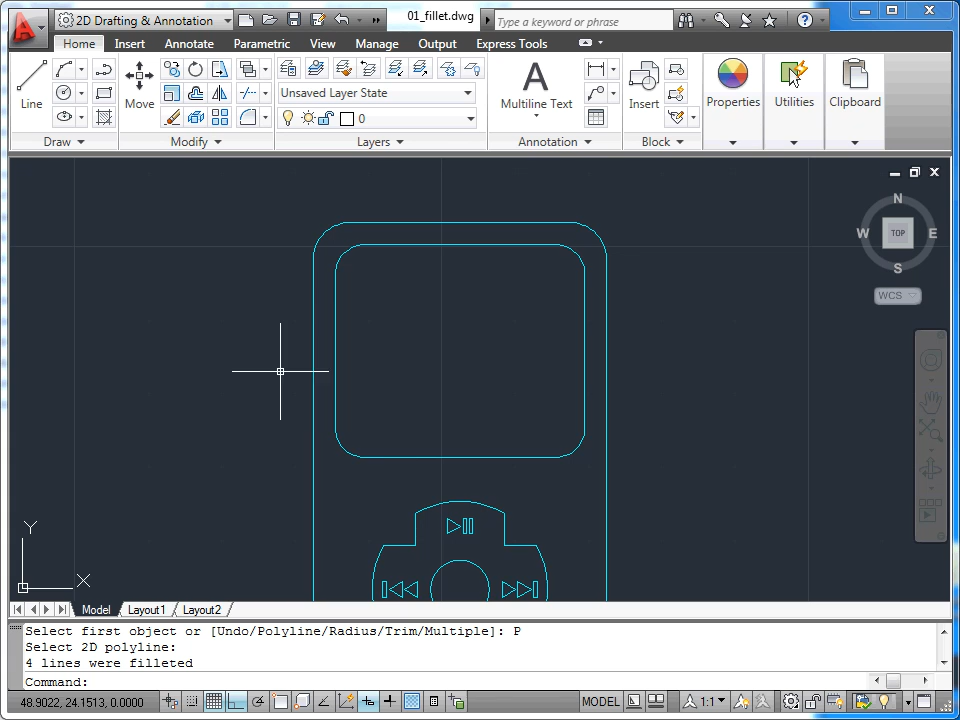 2D Drafting & Annotation
01_fillet.dwg
Type a keyword or phrase
Home Insert Annotate Parametric View Manage Output Express Tools
Line
Move
Unsaved Layer State
0
A
Multiline Text
Insert
Properties
Utilities
Clipboard
Draw
Modify
Layers
Annotation
Block
N
W
TOP
E
S
WCS
Y
X
Model Layout1 Layout2
Select first object or [Undo/Polyline/Radius/Trim/Multiple]: P
Select 2D polyline:
4 lines were filleted
Command:
48.9022, 24.1513, 0.0000
MODEL
1:1